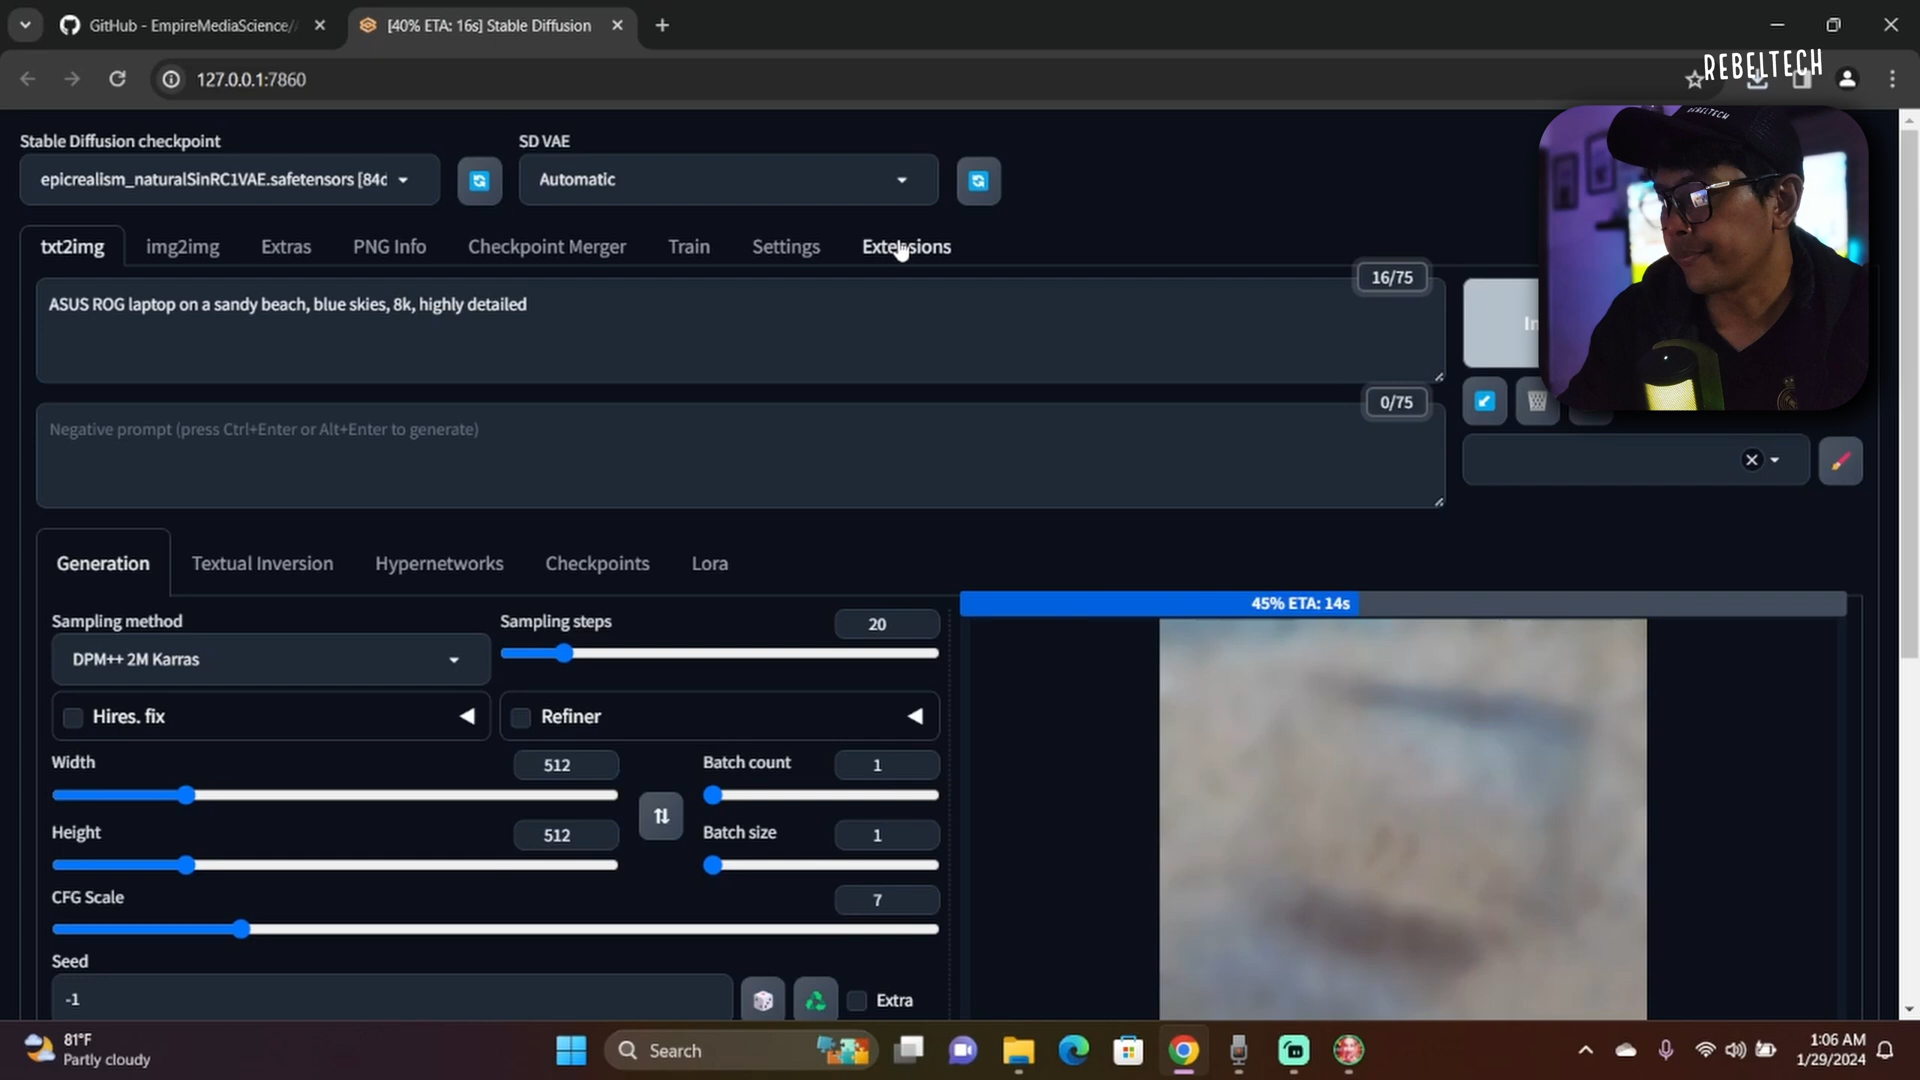 GitHub - EmpireMediaScience/
[40% ETA: 16s] Stable Diffusion
127.0.0.1:7860
REBELTECH
REBELTECH
Stable Diffusion checkpoint
SD VAE
epicrealism_naturalSinRC1VAE.safetensors [84
Automatic
txt2img
img2img
Extras
PNG Info
Checkpoint Merger
Train
Settings
Extensions
16/75
ASUS ROG laptop on a sandy beach, blue skies, 8k, highly detailed
In
0/75
Negative prompt (press Ctrl+Enter or Alt+Enter to generate)
Generation
Textual Inversion
Hypernetworks
Checkpoints
Lora
45% ETA: 14s
Sampling method
Sampling steps
20
DPM++ 2M Karras
Hires. fix
Refiner
Width
512
Batch count
1
Height
512
Batch size
1
CFG Scale
7
Seed
-1
Extra
81°F
Partly cloudy
Search
1:06 AM
1/29/2024